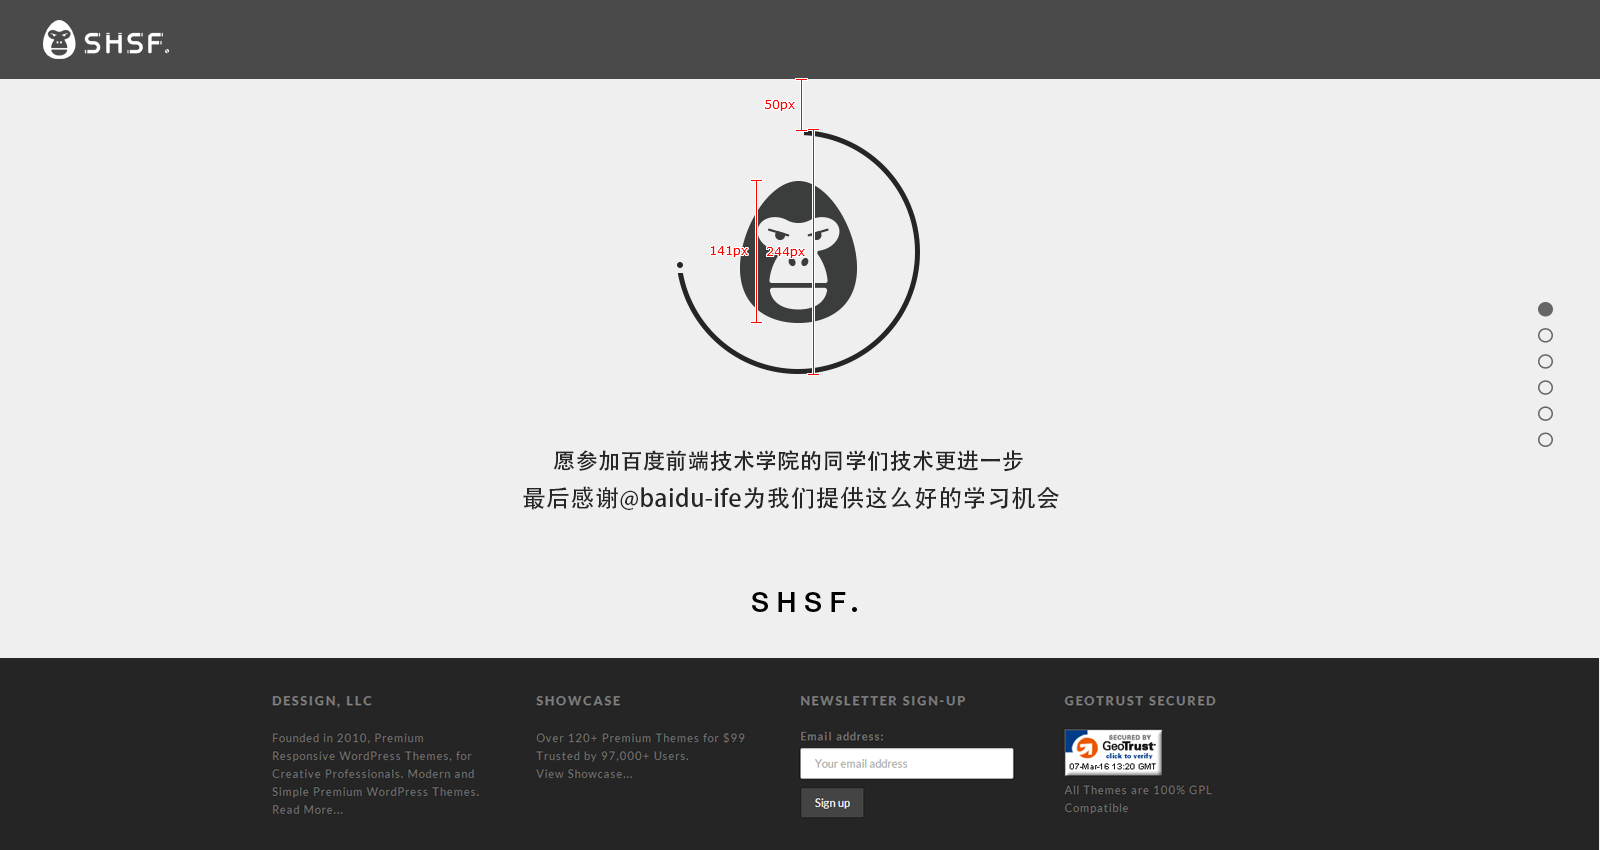 SHSF.
50px
141px
244px
愿参加百度前端技术学院的同学们技术更进一步
最后感谢@baidu-ife为我们提供这么好的学习机会
SHSF.
DESSIGN, LLC
Founded in 2010, Premium
Responsive WordPress Themes, for
Creative Professionals. Modern and
Simple Premium WordPress Themes.
Read More...
SHOWCASE
Over 120+ Premium Themes for $99
Trusted by 97,000+ Users.
View Showcase...
NEWSLETTER SIGN-UP
Email address:
Your email address
Sign up
GEOTRUST SECURED
SECURED BY
GeoTrust
click to verify
07-Mar-16 13:20 GMT
All Themes are 100% GPL
Compatible